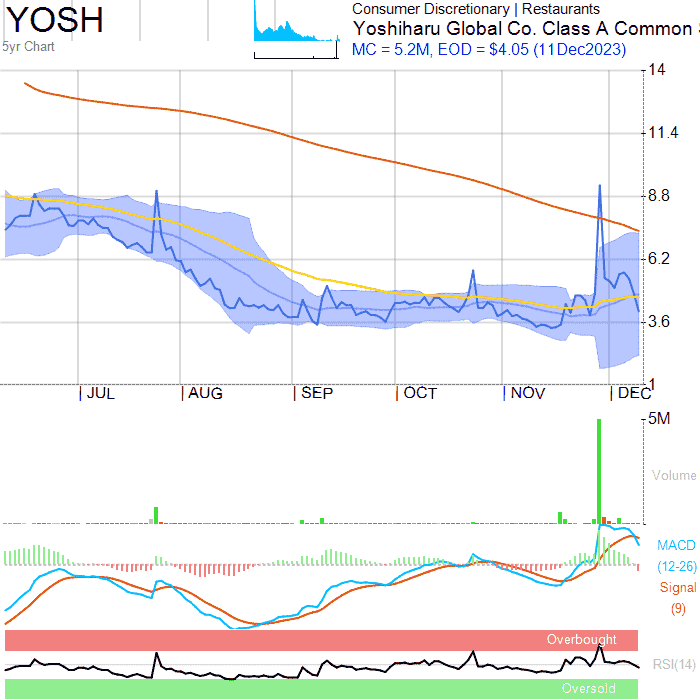 YOSH
5yr Chart
Consumer Discretionary | Restaurants
Yoshiharu Global Co. Class A Common
MC = 5.2M, EOD = $4.05 (11Dec2023)
14
11.4
8.8
6.2
3.6
1
JUL AUG SEP OCT NOV DEC
5M
Volume
MACD
(12-26)
Signal
(9)
Overbought
RSI(14)
Oversold